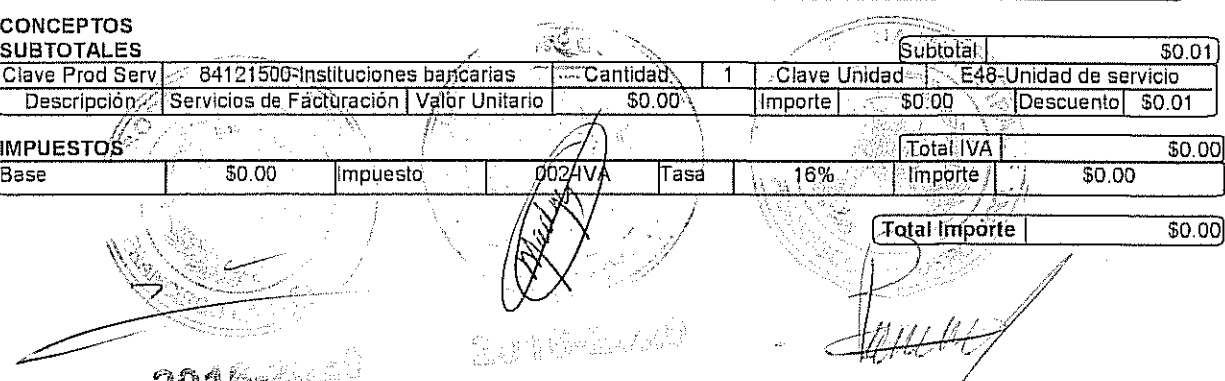 CONCEPTOS
SUBTOTALES Subtotal $0.01
Clave Prod Serv 84121500-Instituciones bancarias Cantidad 1 Clave Unidad E48-Unidad de servicio
Descripción Servicios de Facturación Valor Unitario $0.00 Importe $0.00 Descuento $0.01
IMPUESTOS Total IVA $0.00
Base $0.00 Impuesto 002-IVA Tasa 16% Importe $0.00
Total Importe $0.00